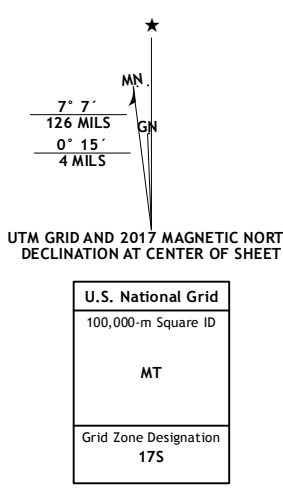 ★
MN
7° 7´
126 MILS
GN
0° 15´
4 MILS
UTM GRID AND 2017 MAGNETIC NORT
DECLINATION AT CENTER OF SHEET
U.S. National Grid
100,000-m Square ID
MT
Grid Zone Designation
17S